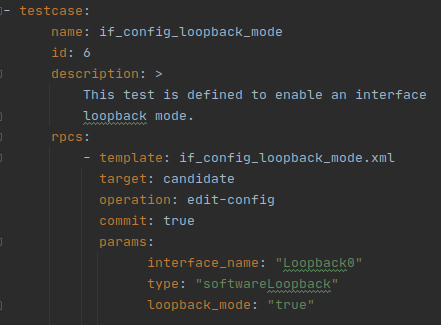 - testcase:
name: if_config_loopback_mode
id: 6
description: >
This test is defined to enable an interface
loopback mode.
rpcs:
- template: if_config_loopback_mode.xml
target: candidate
operation: edit-config
commit: true
params:
interface_name: "Loopback0"
type: "softwareLoopback"
loopback_mode: "true"